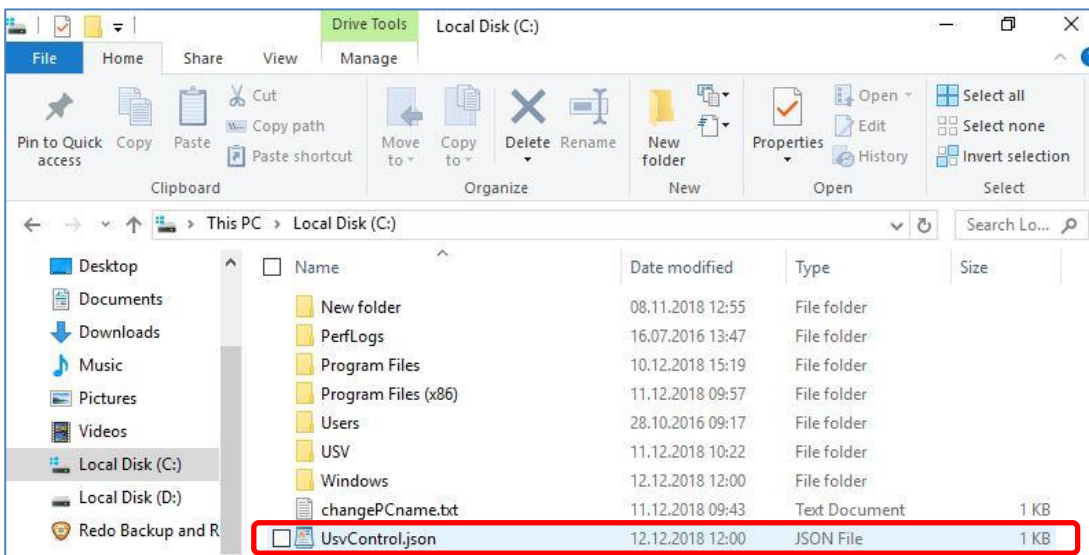 Drive Tools Local Disk (C:)
File Home Share View Manage
Pin to Quick access
Copy
Paste
Cut
Copy path
Paste shortcut
Clipboard
Move to
Copy to
Delete
Rename
Organize
New folder
New
Properties
Open
Edit
History
Open
Select all
Select none
Invert selection
Select
This PC > Local Disk (C:)
Search Lo...
Desktop
Documents
Downloads
Music
Pictures
Videos
Local Disk (C:)
Local Disk (D:)
Redo Backup and R
Name Date modified Type Size
New folder 08.11.2018 12:55 File folder
PerfLogs 16.07.2016 13:47 File folder
Program Files 10.12.2018 15:19 File folder
Program Files (x86) 11.12.2018 09:57 File folder
Users 28.10.2016 09:17 File folder
USV 11.12.2018 10:22 File folder
Windows 12.12.2018 12:00 File folder
changePCname.txt 11.12.2018 09:43 Text Document 1 KB
UsvControl.json 12.12.2018 12:00 JSON File 1 KB